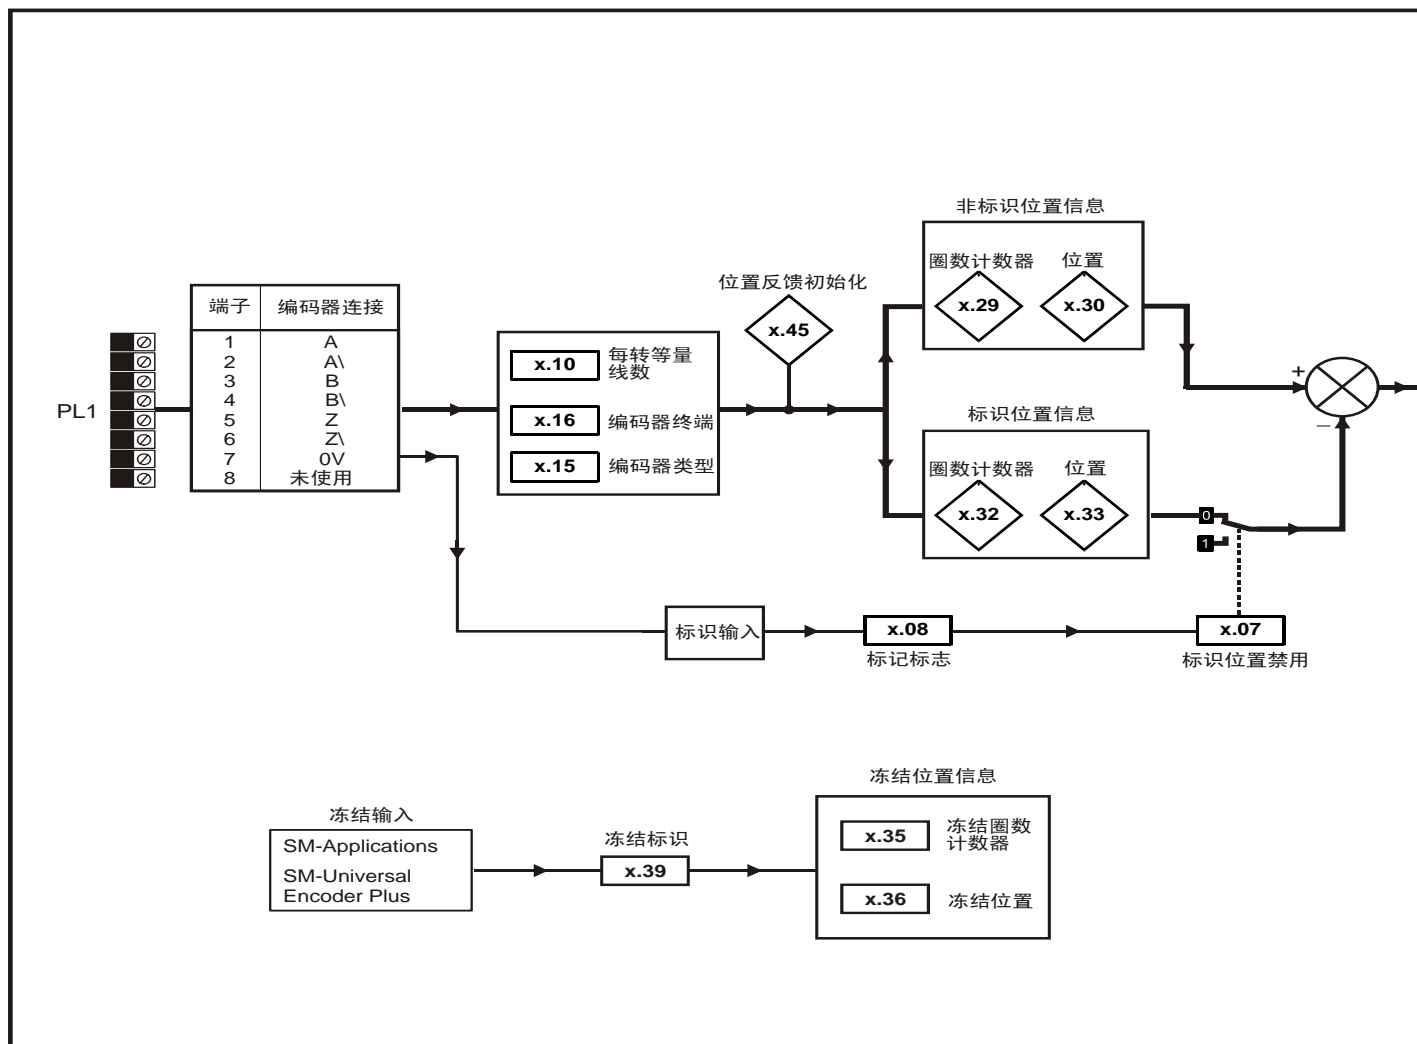 非标识位置信息
圈数计数器 位置
x.29 x.30
位置反馈初始化
x.45
端子 编码器连接
1 A
2 A\
3 B
4 B\
5 Z
6 Z\
7 0V
8 未使用
PL1
x.10 每转等量
线数
x.16 编码器终端
x.15 编码器类型
+
−
标识位置信息
圈数计数器 位置
x.32 x.33
0
1
标识输入
x.08
标记标志
x.07
标识位置禁用
冻结输入
SM-Applications
SM-Universal
Encoder Plus
冻结标识
x.39
冻结位置信息
x.35 冻结圈数
计数器
x.36 冻结位置